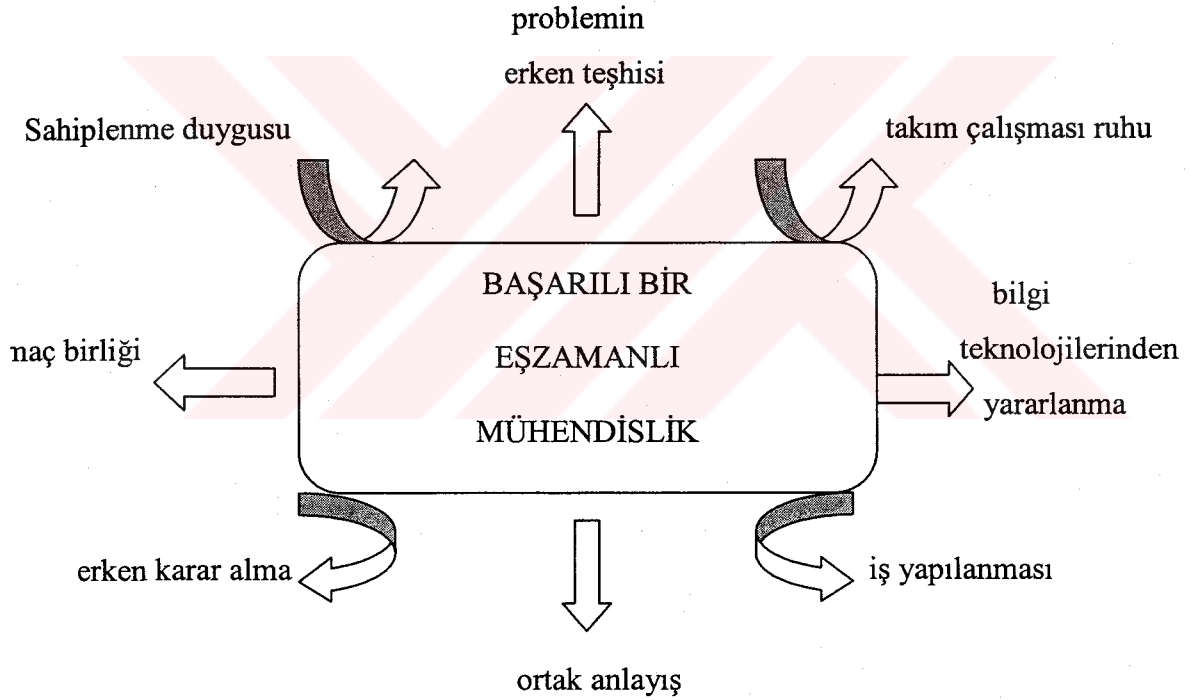 problemin
erken teşhisi
Sahiplenme duygusu
takım çalışması ruhu
BAŞARILI BİR
EŞZAMANLI
MÜHENDİSLİK
bilgi
teknolojilerinden
yararlanma
naç birliği
erken karar alma
iş yapılanması
ortak anlayış